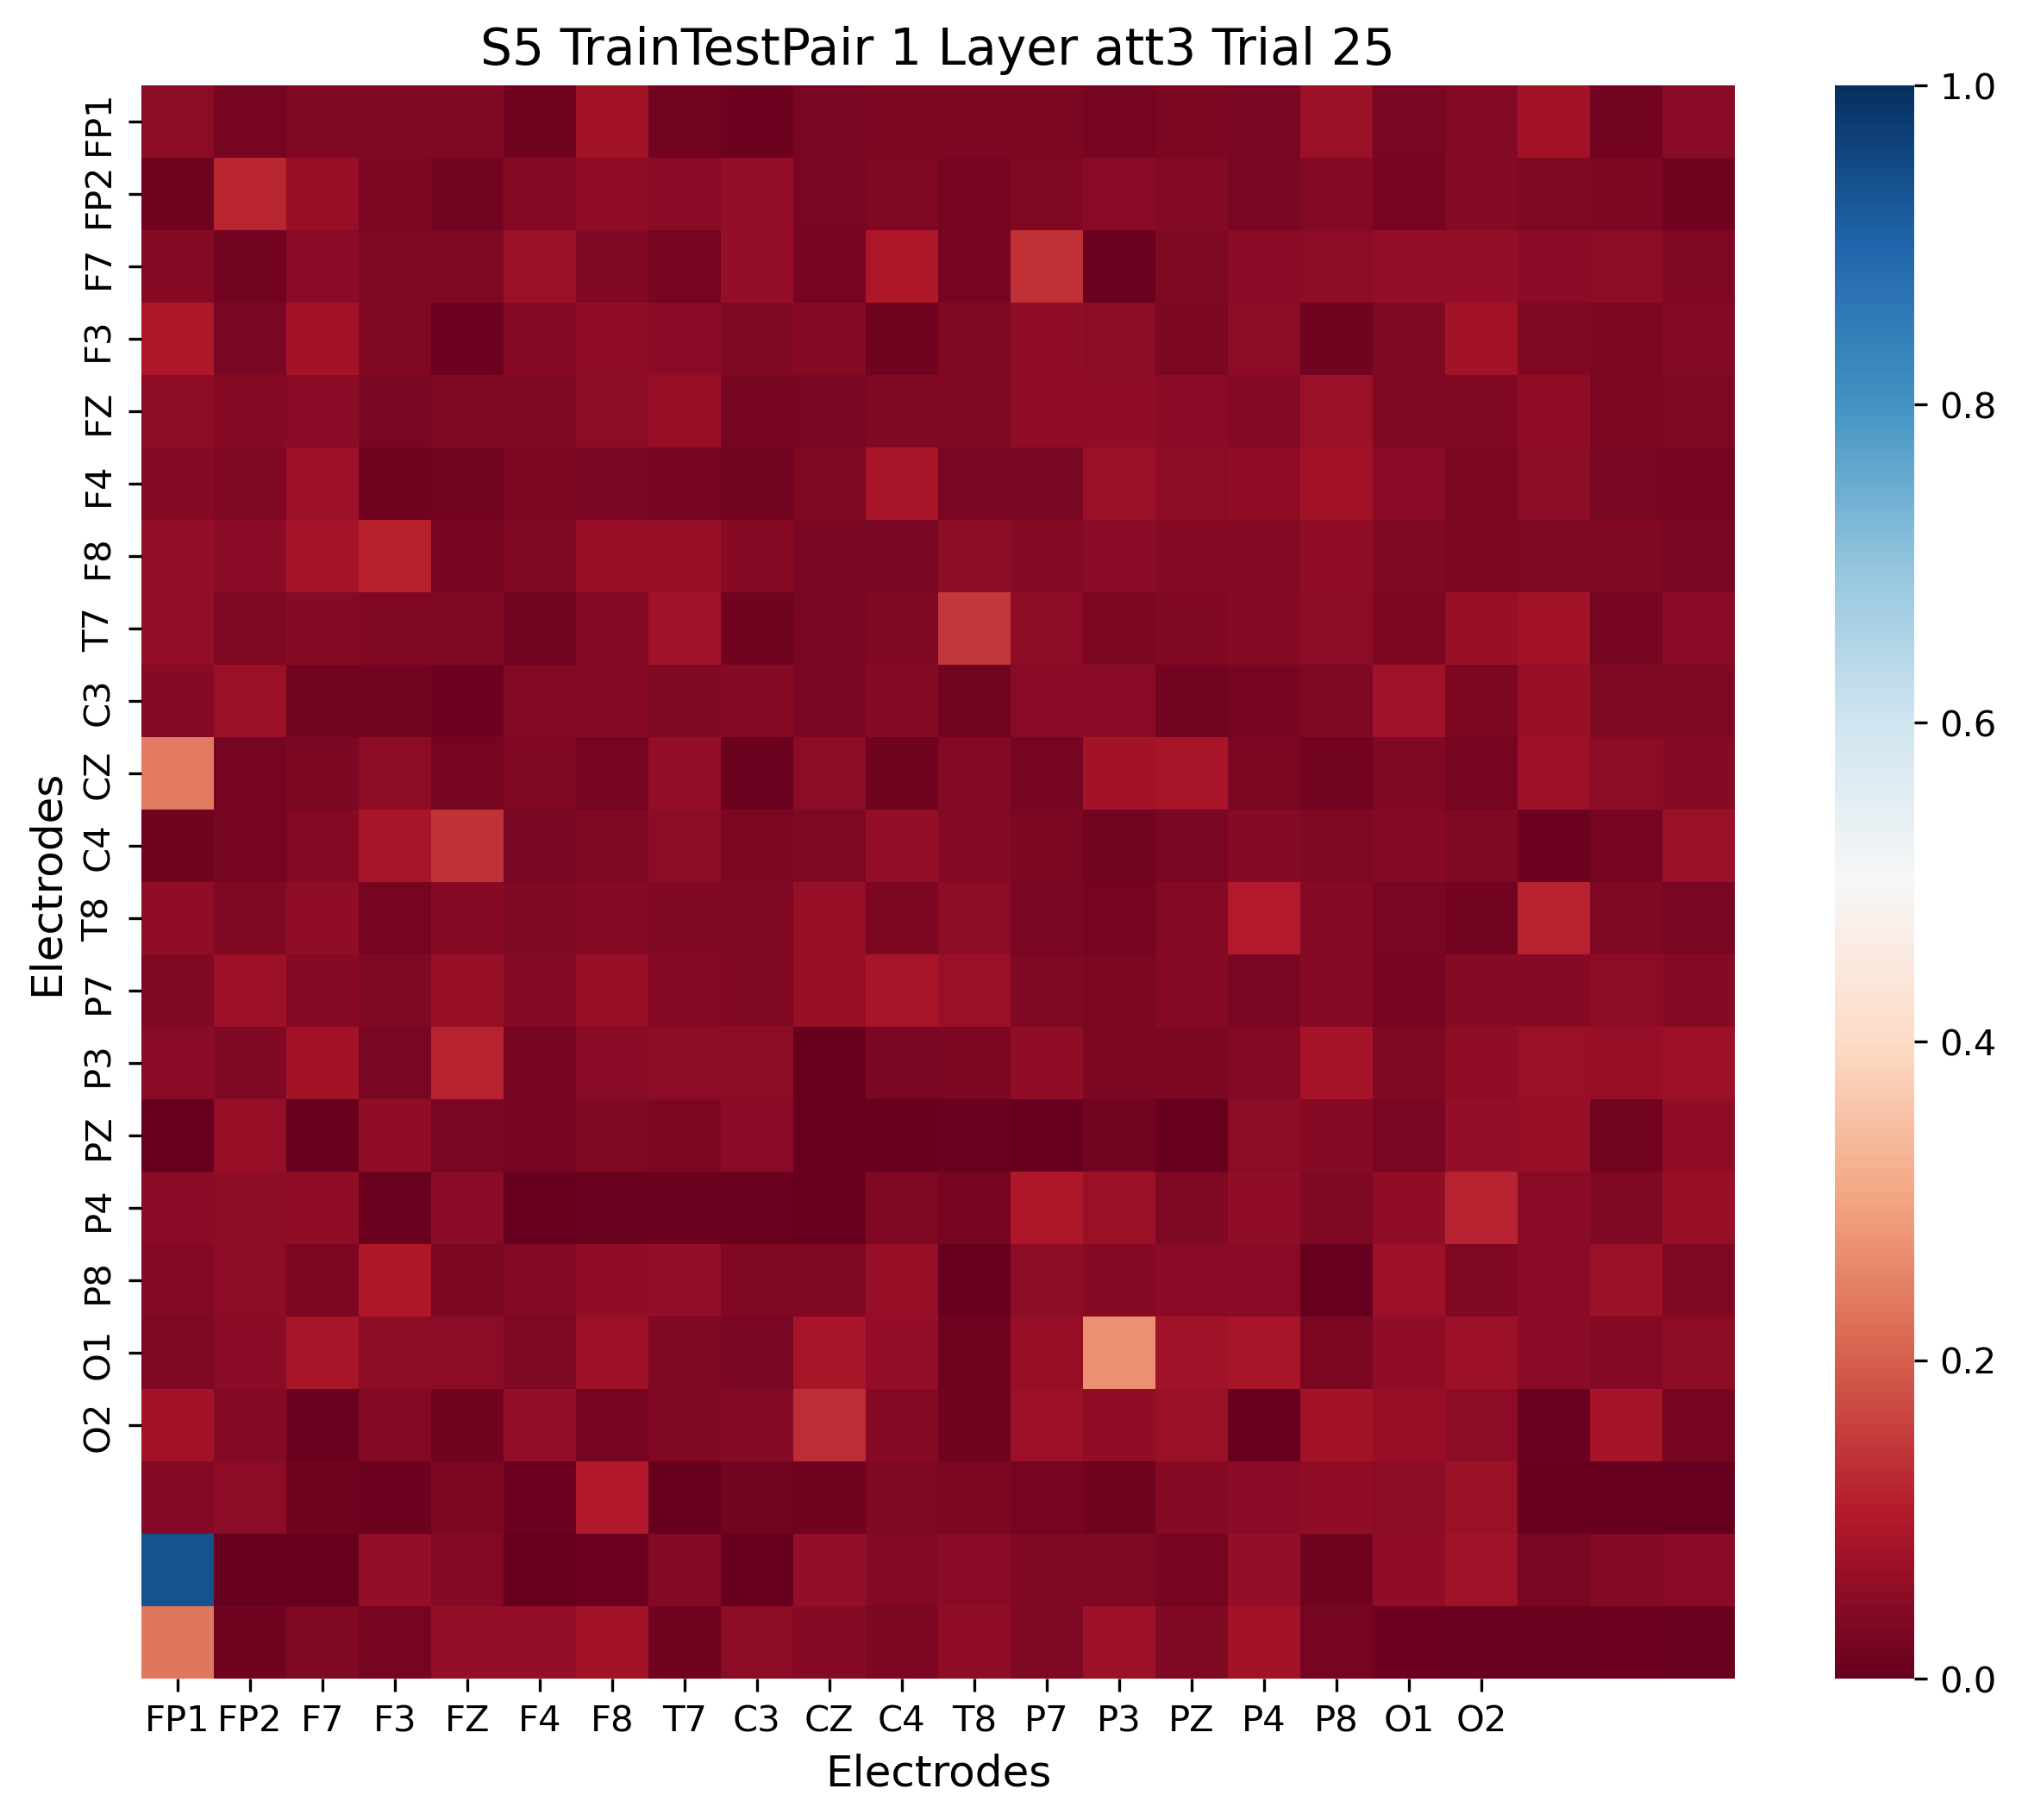 S5 TrainTestPair 1 Layer att3 Trial 25
Electrodes
FP1
FP2
F7
F3
FZ
F4
F8
T7
C3
CZ
C4
T8
P7
P3
PZ
P4
P8
O1
O2
1.0
0.8
0.6
0.4
0.2
0.0
FP1 FP2 F7 F3 FZ F4 F8 T7 C3 CZ C4 T8 P7 P3 PZ P4 P8 O1 O2
Electrodes